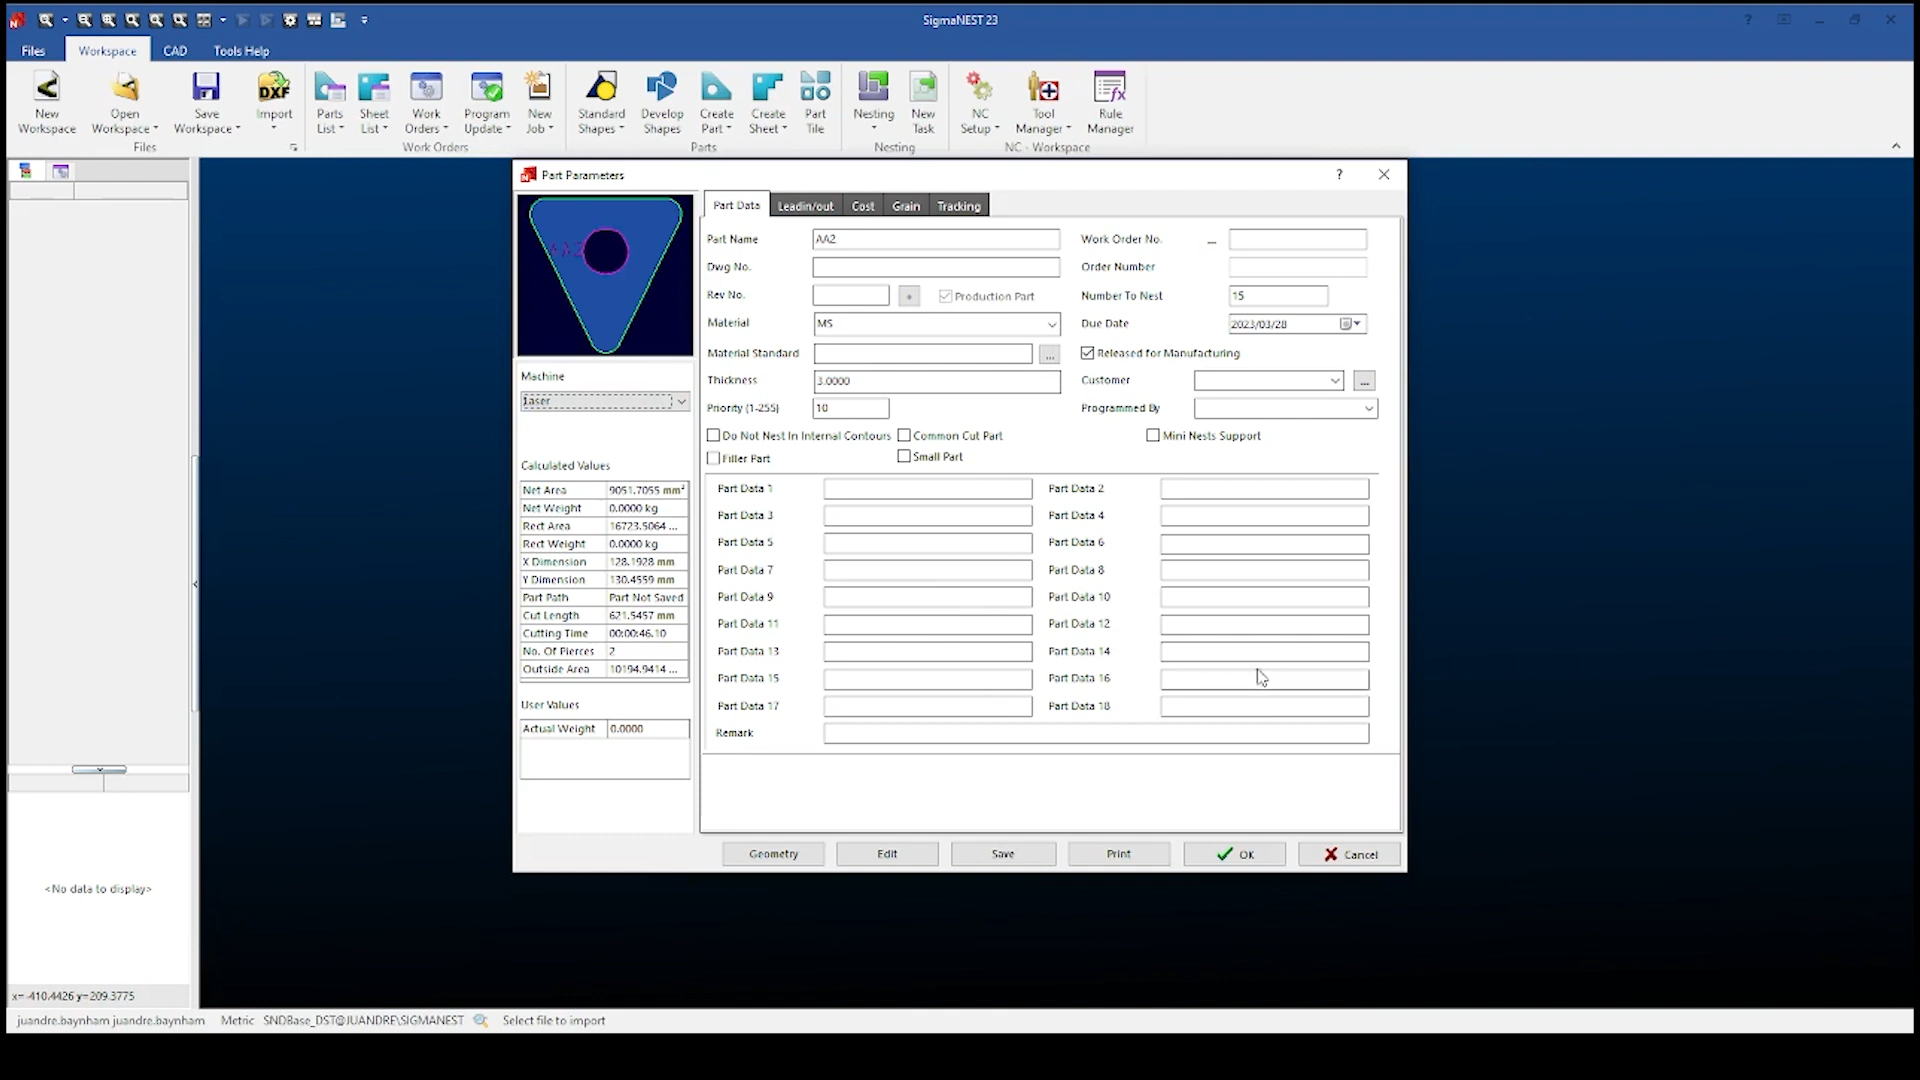 SigmaNEST 23
Files Workspace CAD Tools Help
New Workspace
Open Workspace
Save Workspace
DXF
Import
Parts List
Sheet List
Work Orders
Program Update
New Job
Standard Shapes
Develop Shapes
Create Part
Create Sheet
Part Tile
Nesting
New Task
NC Setup
Tool Manager
Rule Manager
Files Work Orders Parts Nesting NC - Workspace
Part Parameters
Part Data Leadin/out Cost Grain Tracking
AA2
Part Name AA2 Work Order No. ...
Dwg No. Order Number
Rev No. + Production Part Number To Nest 15
Material MS Due Date 2023/03/28
Material Standard ... Released for Manufacturing
Thickness 3.0000 Customer ...
Priority (1-255) 10 Programmed By
Do Not Nest In Internal Contours Common Cut Part Mini Nests Support
Filler Part Small Part
Machine
Laser
Calculated Values
Net Area 9051.7055 mm²
Net Weight 0.0000 kg
Rect Area 16723.5064 ...
Rect Weight 0.0000 kg
X Dimension 128.1928 mm
Y Dimension 130.4559 mm
Part Path Part Not Saved
Cut Length 621.5457 mm
Cutting Time 00:00:46.10
No. Of Pierces 2
Outside Area 10194.9414 ...
User Values
Actual Weight 0.0000
Part Data 1 Part Data 2
Part Data 3 Part Data 4
Part Data 5 Part Data 6
Part Data 7 Part Data 8
Part Data 9 Part Data 10
Part Data 11 Part Data 12
Part Data 13 Part Data 14
Part Data 15 Part Data 16
Part Data 17 Part Data 18
Remark
Geometry Edit Save Print OK Cancel
<No data to display>
x=-410.4426 y=209.3775
juandre.baynham juandre.baynham Metric SNDBase_DST@JUANDRE\SIGMANEST Select file to import